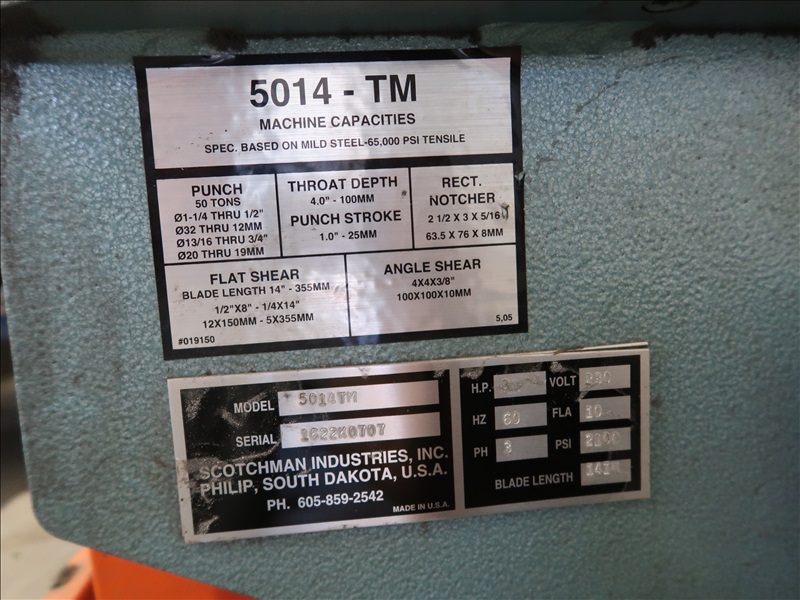 5014 - TM
MACHINE CAPACITIES
SPEC. BASED ON MILD STEEL-65,000 PSI TENSILE
PUNCH
50 TONS
Ø1-1/4 THRU 1/2"
Ø32 THRU 12MM
Ø13/16 THRU 3/4"
Ø20 THRU 19MM
THROAT DEPTH
4.0" - 100MM
PUNCH STROKE
1.0" - 25MM
RECT.
NOTCHER
2 1/2 X 3 X 5/16
63.5 X 76 X 8MM
FLAT SHEAR
BLADE LENGTH 14" - 355MM
1/2"X8" - 1/4X14"
12X150MM - 5X355MM
#019150
ANGLE SHEAR
4X4X3/8"
100X100X10MM
5,05
MODEL 5014TM
SERIAL
SCOTCHMAN INDUSTRIES, INC.
PHILIP, SOUTH DAKOTA, U.S.A.
PH. 605-859-2542
MADE IN U.S.A.
H.P. 3 VOLT 230
HZ 60 FLA 10
PH 3 PSI
BLADE LENGTH